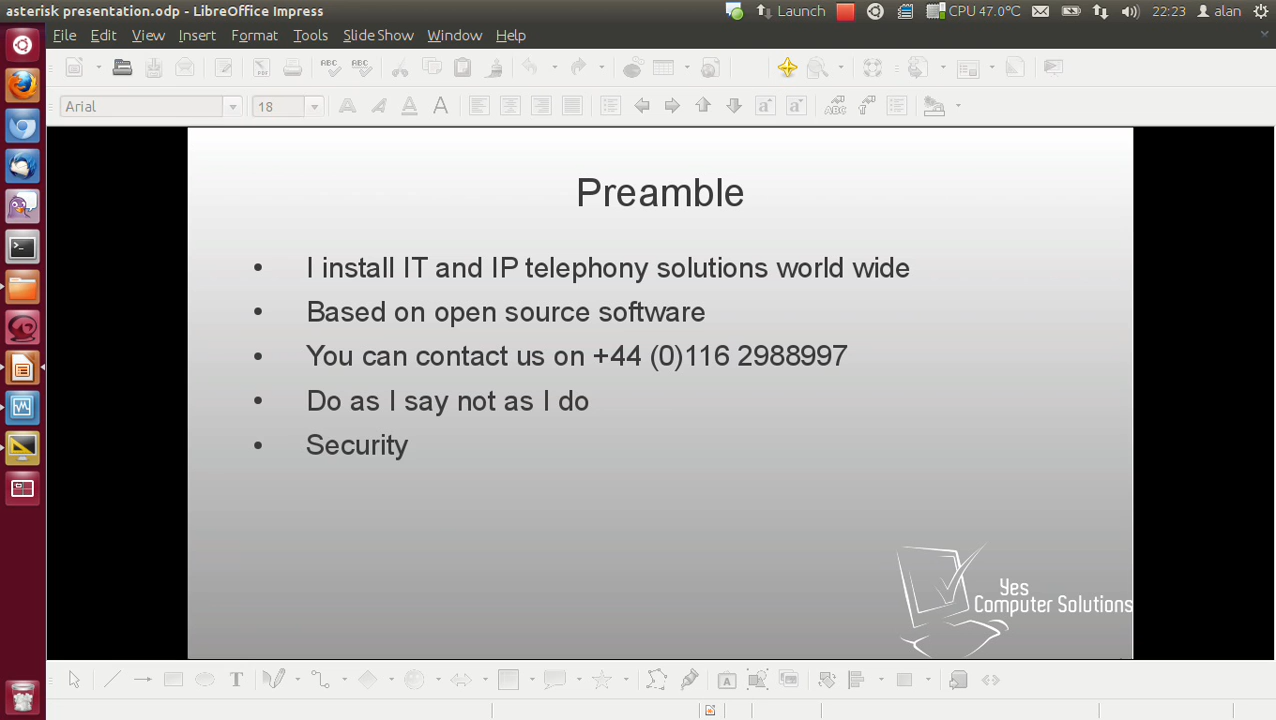 asterisk presentation.odp - LibreOffice Impress
Launch
CPU 47.0°C
22:23
alan
File Edit View Insert Format Tools Slide Show Window Help
Arial
18
Preamble
• I install IT and IP telephony solutions world wide
• Based on open source software
• You can contact us on +44 (0)116 2988997
• Do as I say not as I do
• Security
Yes
Computer Solutions